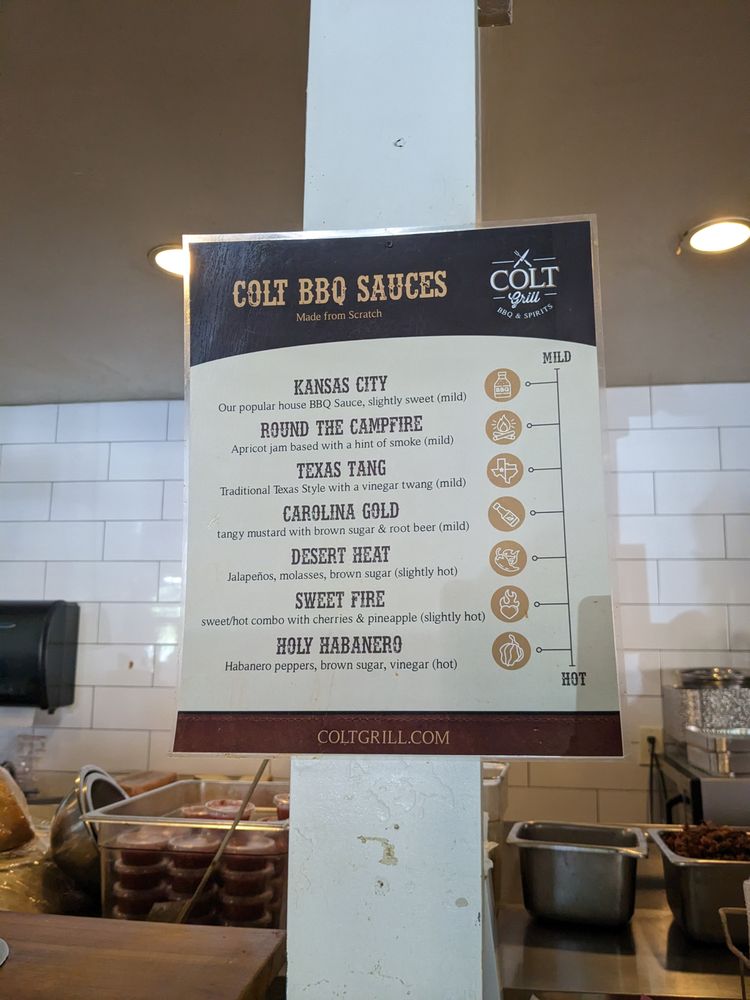 COLT BBQ SAUCES
Made from Scratch
COLT
Grill
BBQ & SPIRITS
MILD
KANSAS CITY
Our popular house BBQ Sauce, slightly sweet (mild)
BBQ
ROUND THE CAMPFIRE
Apricot jam based with a hint of smoke (mild)
TEXAS TANG
Traditional Texas Style with a vinegar twang (mild)
CAROLINA GOLD
tangy mustard with brown sugar & root beer (mild)
DESERT HEAT
Jalapeños, molasses, brown sugar (slightly hot)
SWEET FIRE
sweet/hot combo with cherries & pineapple (slightly hot)
HOLY HABANERO
Habanero peppers, brown sugar, vinegar (hot)
HOT
COLTGRILL.COM